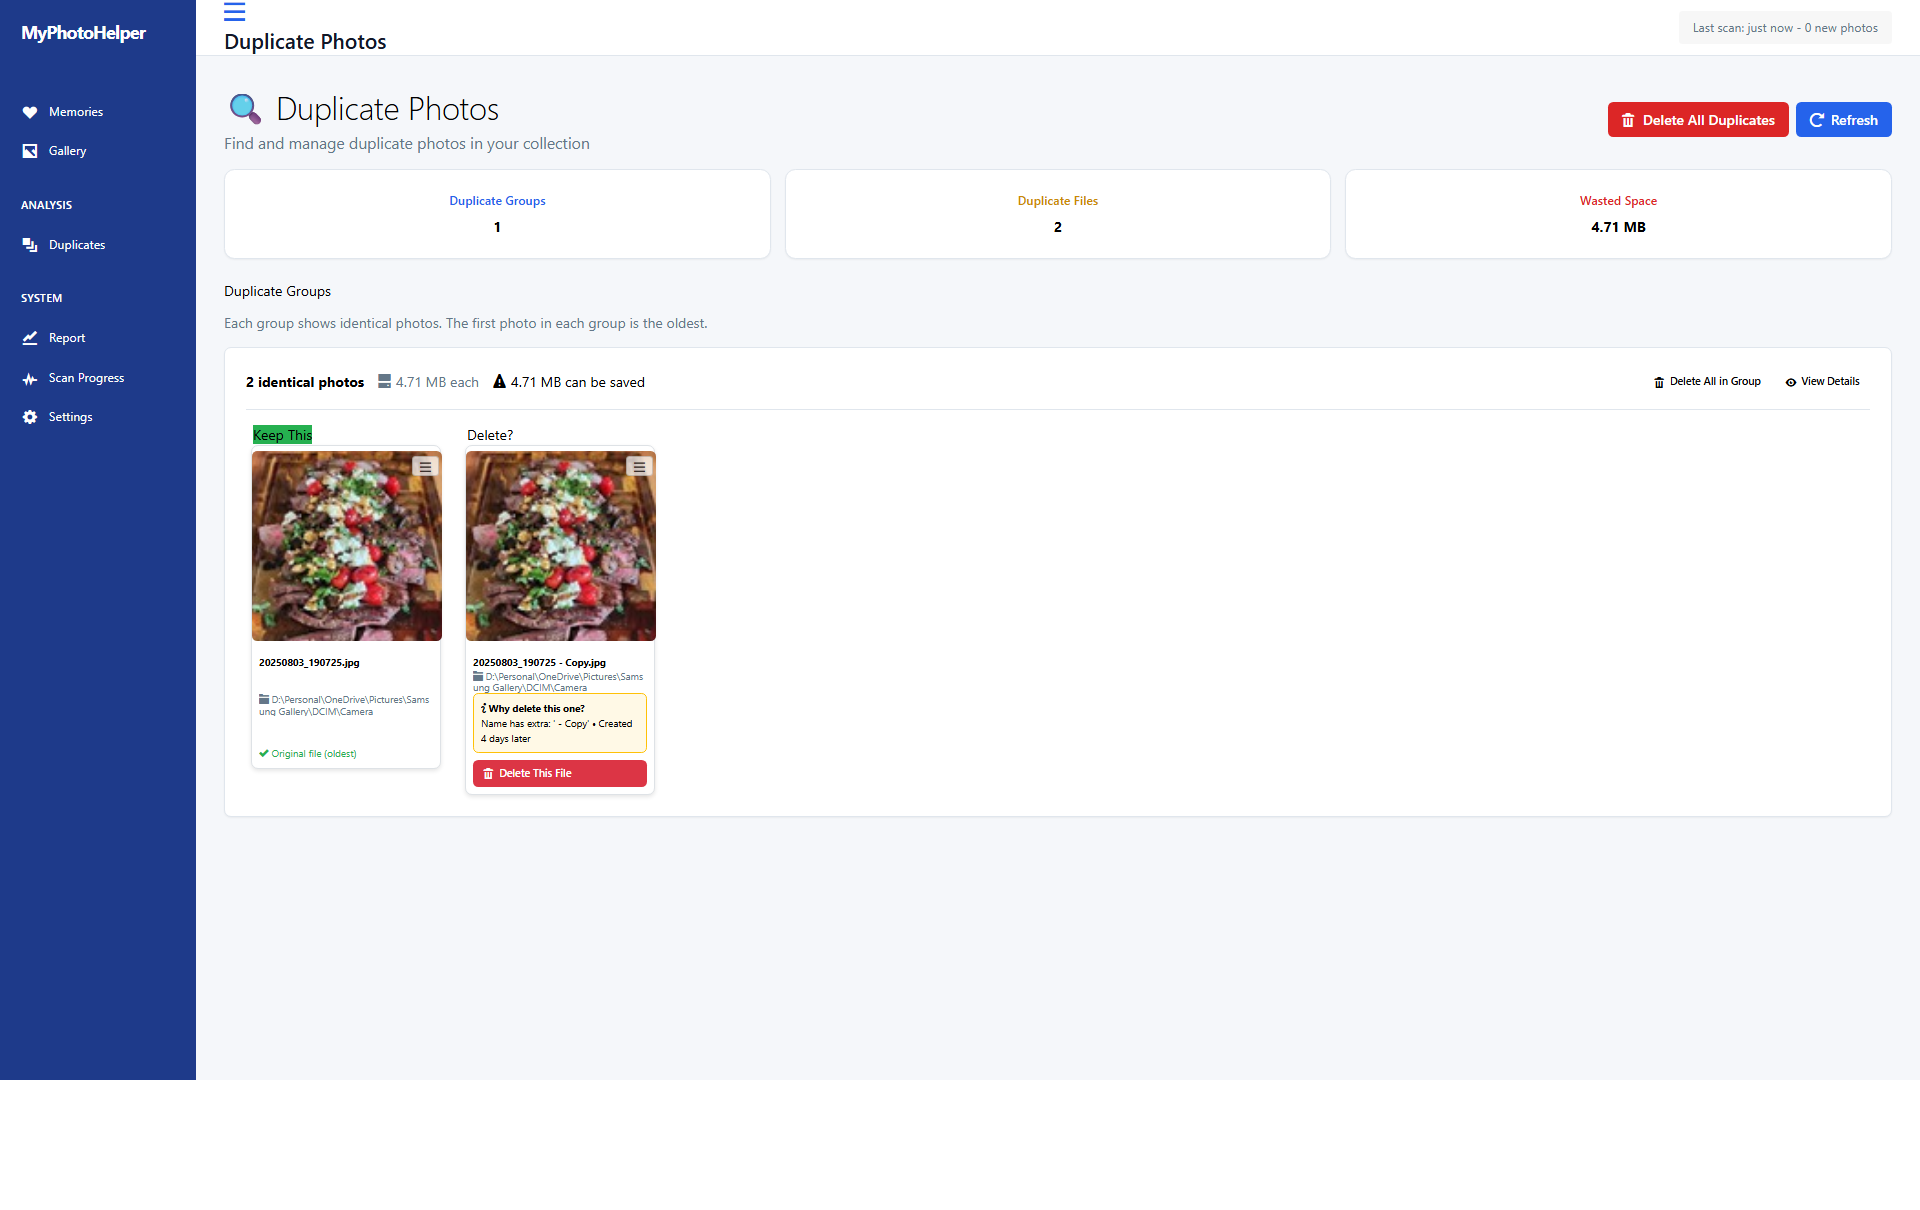 MyPhotoHelper
Memories
Gallery
ANALYSIS
Duplicates
SYSTEM
Report
Scan Progress
Settings
Duplicate Photos
Last scan: just now - 0 new photos
Duplicate Photos
Find and manage duplicate photos in your collection
Delete All Duplicates
Refresh
Duplicate Groups
1
Duplicate Files
2
Wasted Space
4.71 MB
Duplicate Groups
Each group shows identical photos. The first photo in each group is the oldest.
2 identical photos 4.71 MB each 4.71 MB can be saved
Delete All in Group
View Details
Keep This
20250803_190725.jpg
D:\Personal\OneDrive\Pictures\Sams
ung Gallery\DCIM\Camera
Original file (oldest)
Delete?
20250803_190725 - Copy.jpg
D:\Personal\OneDrive\Pictures\Sams
ung Gallery\DCIM\Camera
Why delete this one?
Name has extra: ' - Copy' • Created
4 days later
Delete This File